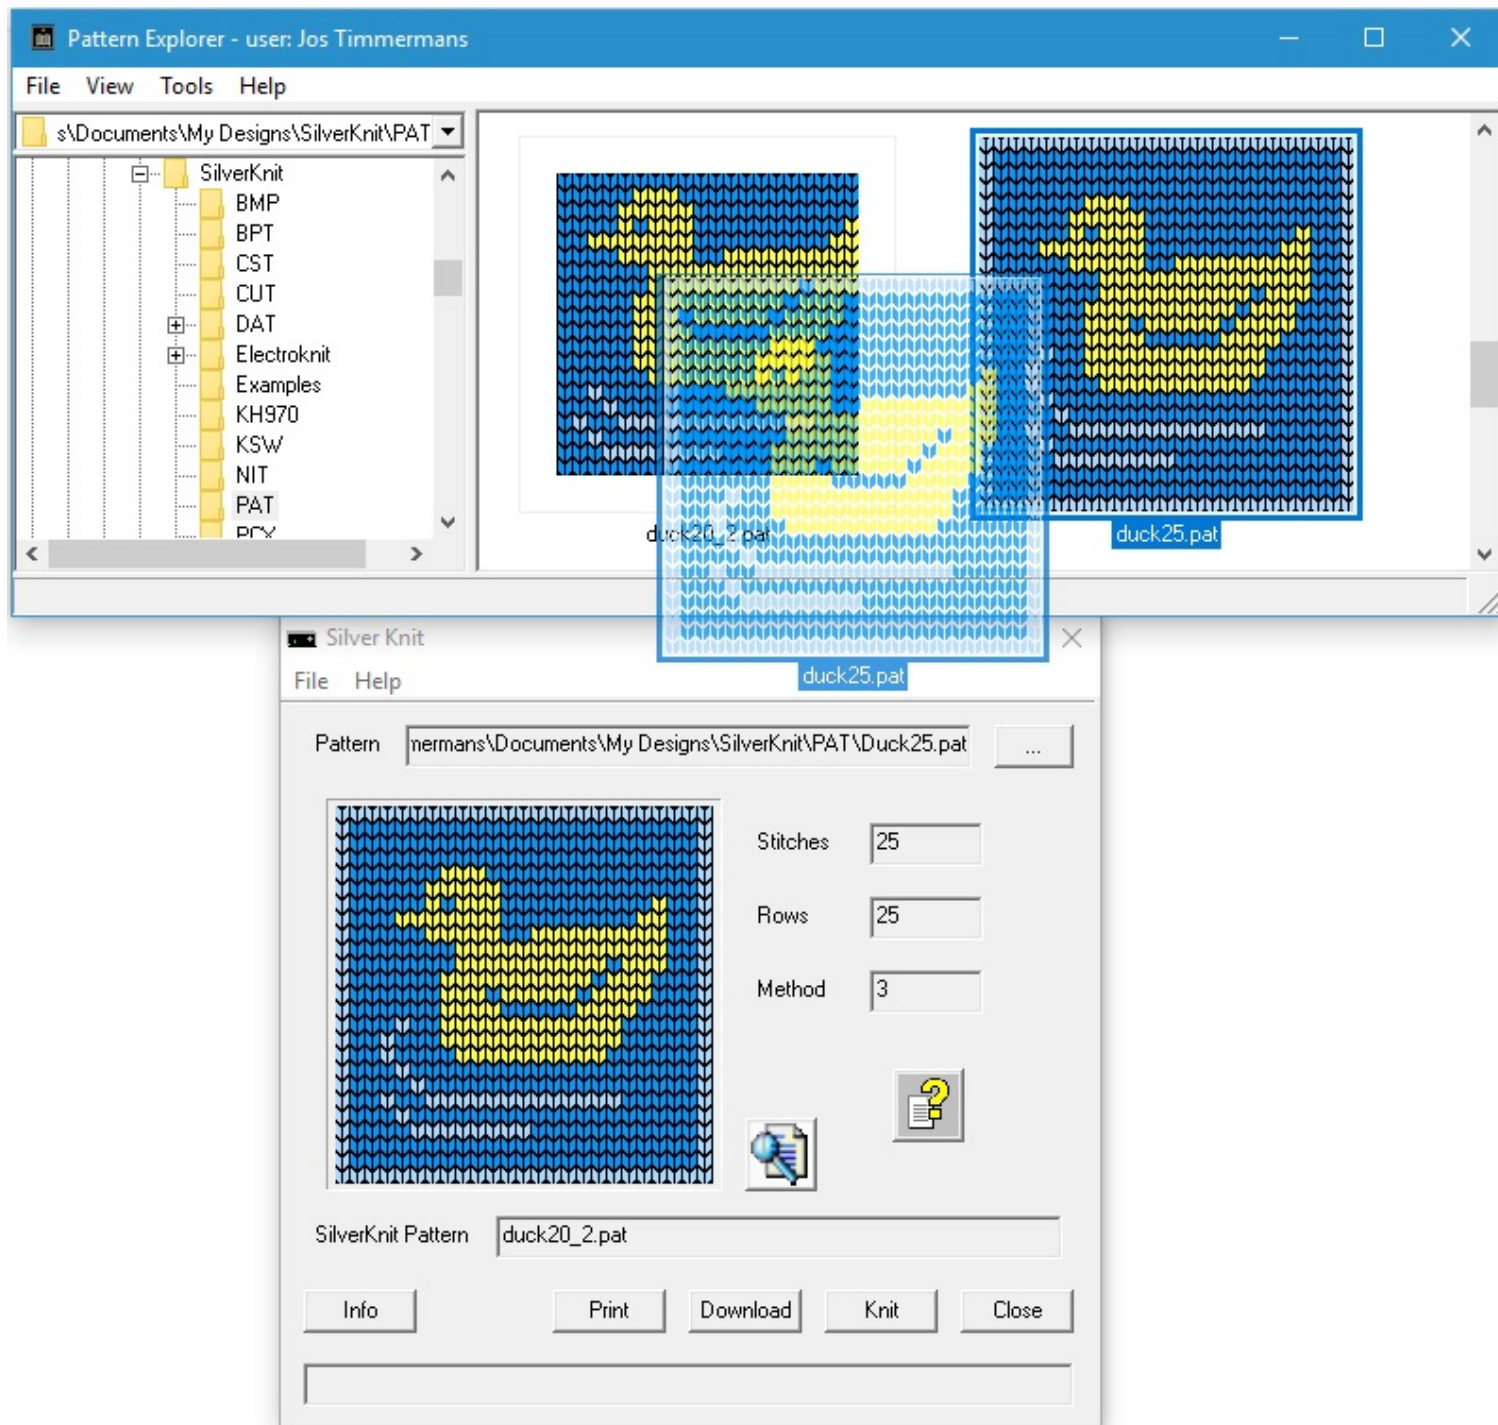 Pattern Explorer - user: Jos Timmermans
File View Tools Help
s\Documents\My Designs\SilverKnit\PAT
SilverKnit
BMP
BPT
CST
CUT
DAT
Electroknit
Examples
KH970
KSW
NIT
PAT
PCX
duck20_2.pat
duck25.pat
Silver Knit
duck25.pat
File Help
Pattern
mermans\Documents\My Designs\SilverKnit\PAT\Duck25.pat
...
Stitches 25
Rows 25
Method 3
SilverKnit Pattern duck20_2.pat
Info Print Download Knit Close